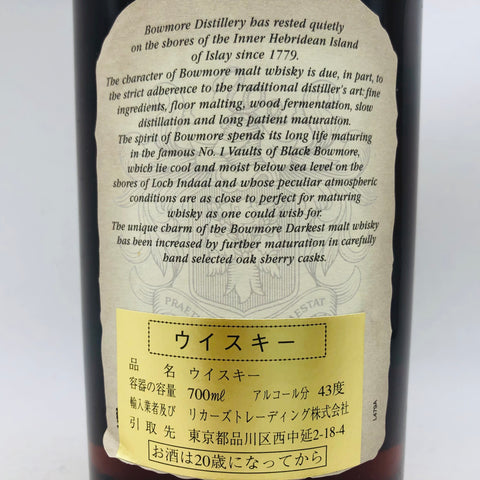 Bowmore Distillery has rested quietly
on the shores of the Inner Hebridean Island
of Islay since 1779.
The character of Bowmore malt whisky is due, in part, to
the strict adherence to the traditional distiller's art: fine
ingredients, floor malting, wood fermentation, slow
distillation and long patient maturation.
The spirit of Bowmore spends its long life maturing
in the famous No. 1 Vaults of Black Bowmore,
which lie cool and moist below sea level on the
shores of Loch Indaal and whose peculiar atmospheric
conditions are as close to perfect for maturing
whisky as one could wish for.
The unique charm of the Bowmore Darkest malt whisky
has been increased by further maturation in carefully
hand selected oak sherry casks.
ウイスキー
品 名 ウイスキー
容器の容量 700ml アルコール分 43度
輸入業者及び リカーズトレーディング株式会社
引取先 東京都品川区西中延2-18-4
お酒は20歳になってから
L479A